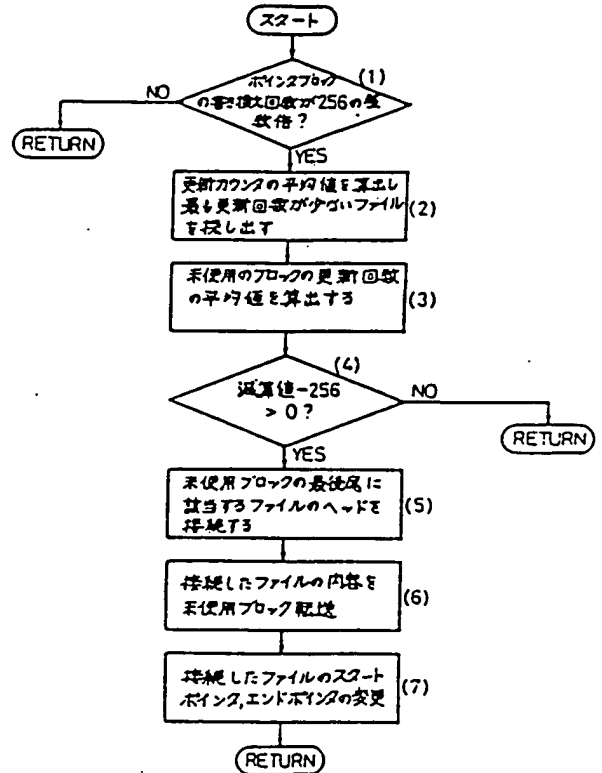 スタート
(1)
ポインタブロック
の書き換え回数が256の整
数倍?
NO
RETURN
YES
更新カウンタの平均値を算出し
最も更新回数が少ないファイル
を探し出す
(2)
未使用のブロックの更新回数
の平均値を算出する
(3)
(4)
減算値-256
> 0?
NO
RETURN
YES
未使用ブロックの最後尾に
該当するファイルのヘッドを
接続する
(5)
接続したファイルの内容を
未使用ブロック転送
(6)
接続したファイルのスタート
ポインタ,エンドポインタの変更
(7)
RETURN